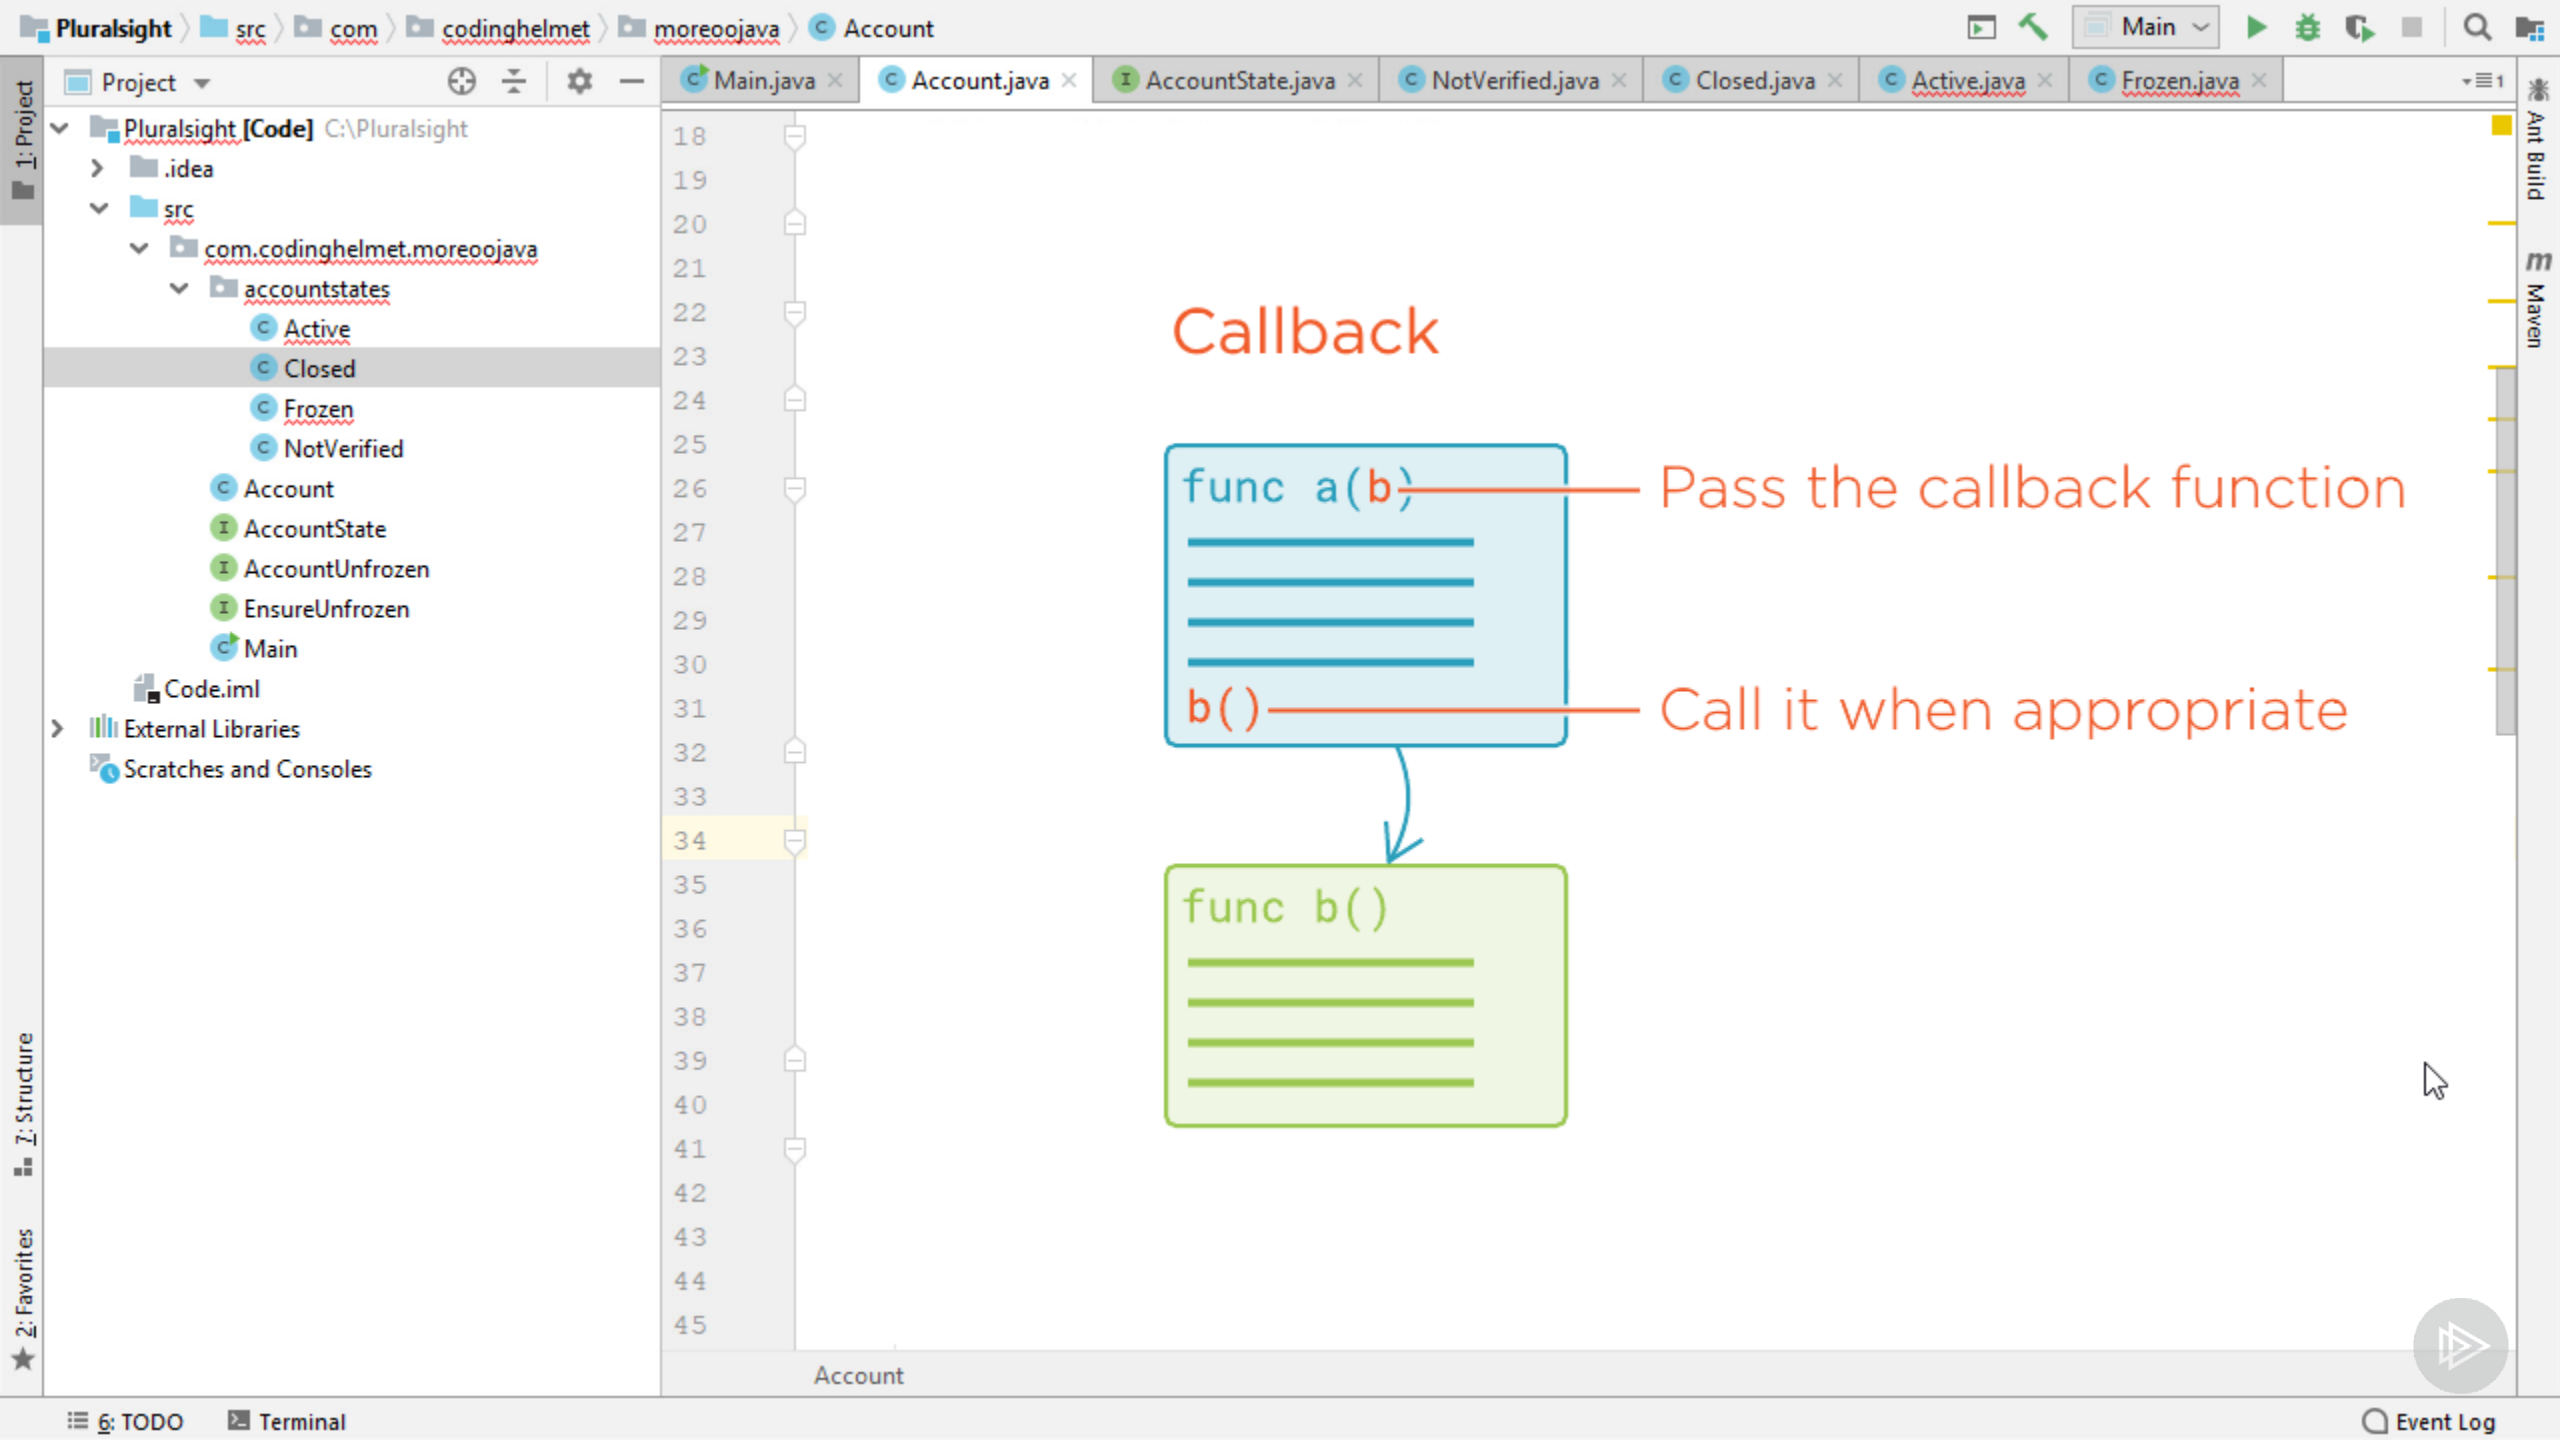 Pluralsight src com codinghelmet moreoojava Account
Main
1: Project
Project
Main.java Account.java AccountState.java NotVerified.java Closed.java Active.java Frozen.java 1
Pluralsight [Code] C:\Pluralsight
.idea
src
com.codinghelmet.moreoojava
accountstates
Active
Closed
Frozen
NotVerified
Account
AccountState
AccountUnfrozen
EnsureUnfrozen
Main
Code.iml
External Libraries
Scratches and Consoles
7: Structure
2: Favorites
18
19
20
21
22
23
24
25
26
27
28
29
30
31
32
33
34
35
36
37
38
39
40
41
42
43
44
45
Callback
func a(b) Pass the callback function
b() Call it when appropriate
func b()
Account
Ant Build
m Maven
6: TODO Terminal Event Log